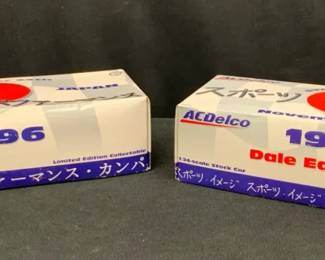 JAPAN
96
Limited Edition Collectable
ォーマンス・カンパ
スポーツ
ACDelco
Novem
19
1:24-scale Stock Car
Dale Ea
スポーツ イメージ スポーツ イメージ